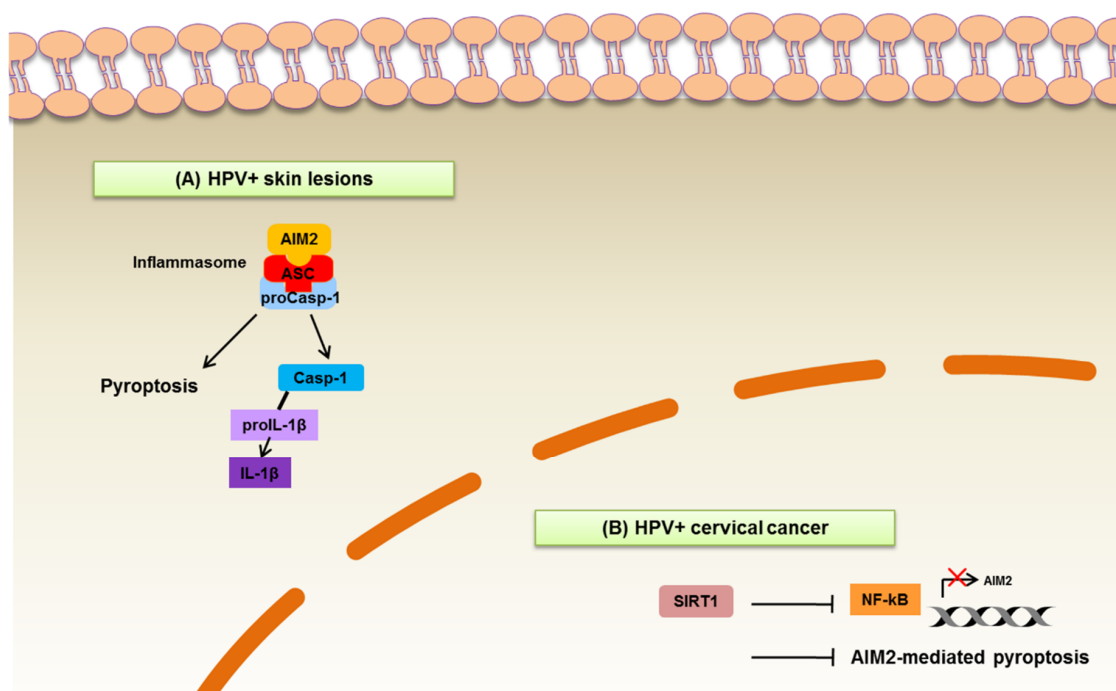 (A) HPV+ skin lesions
AIM2
Inflammasome
ASC
proCasp-1
Pyroptosis
Casp-1
proIL-1β
IL-1β
(B) HPV+ cervical cancer
SIRT1
NF-kB
AIM2
AIM2-mediated pyroptosis